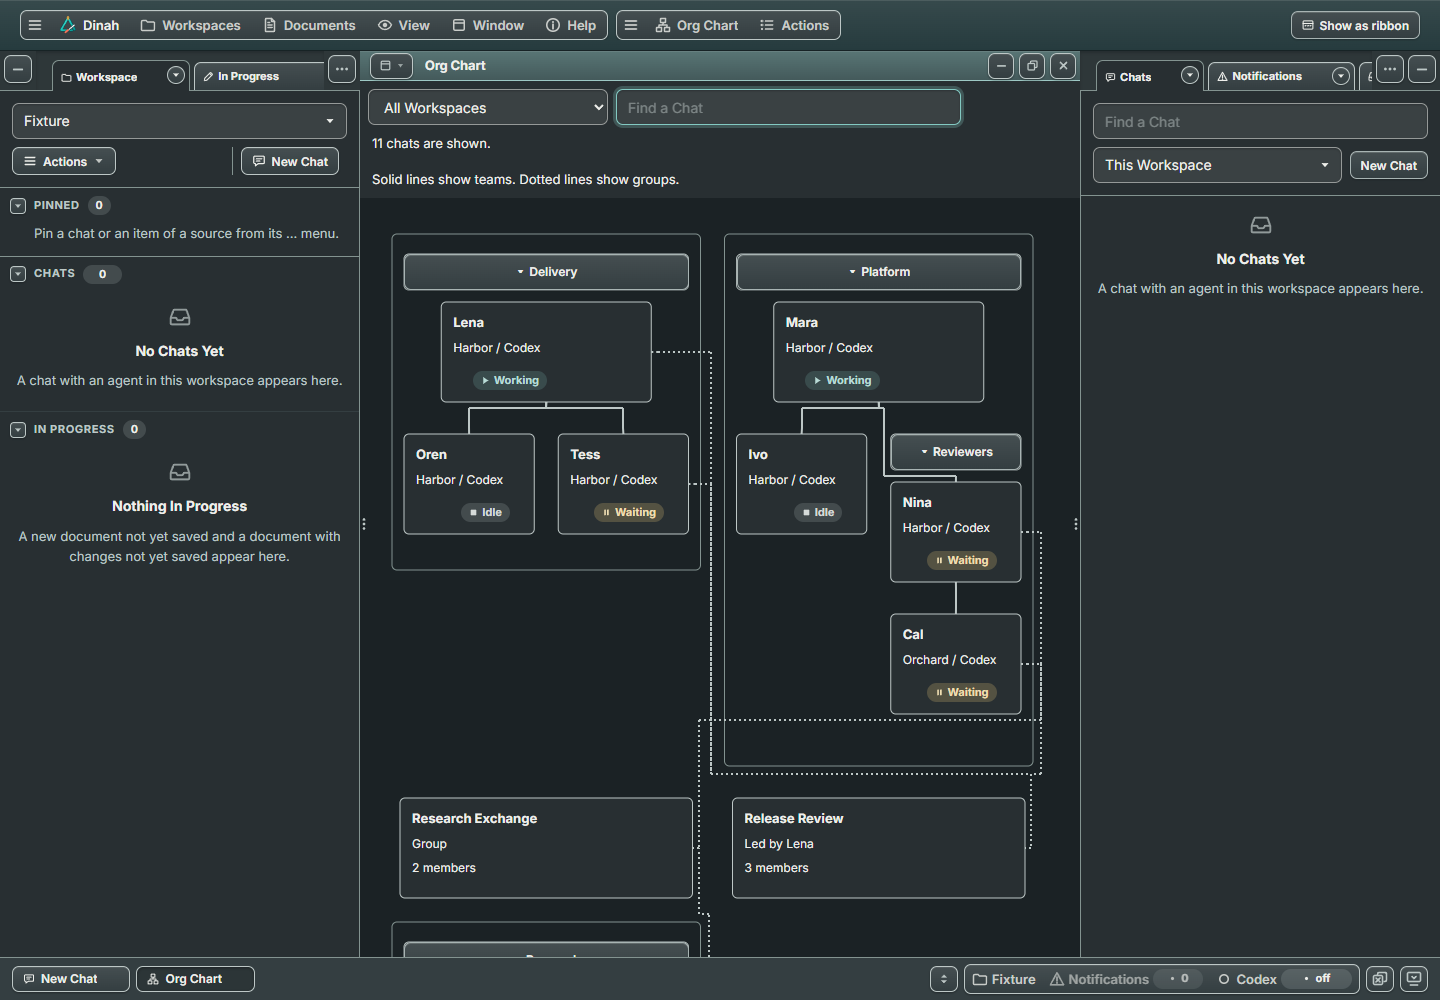 Dinah Workspaces Documents View Window Help Org Chart Actions Show as ribbon
Workspace In Progress
Fixture
Actions New Chat
PINNED 0
Pin a chat or an item of a source from its ... menu.
CHATS 0
No Chats Yet
A chat with an agent in this workspace appears here.
IN PROGRESS 0
Nothing In Progress
A new document not yet saved and a document with
changes not yet saved appear here.
Org Chart
All Workspaces Find a Chat
11 chats are shown.
Solid lines show teams. Dotted lines show groups.
Delivery
Lena
Harbor / Codex
Working
Oren
Harbor / Codex
Idle
Tess
Harbor / Codex
Waiting
Platform
Mara
Harbor / Codex
Working
Ivo
Harbor / Codex
Idle
Reviewers
Nina
Harbor / Codex
Waiting
Cal
Orchard / Codex
Waiting
Research Exchange
Group
2 members
Release Review
Led by Lena
3 members
Chats Notifications
Find a Chat
This Workspace New Chat
No Chats Yet
A chat with an agent in this workspace appears here.
New Chat Org Chart Fixture Notifications 0 Codex off